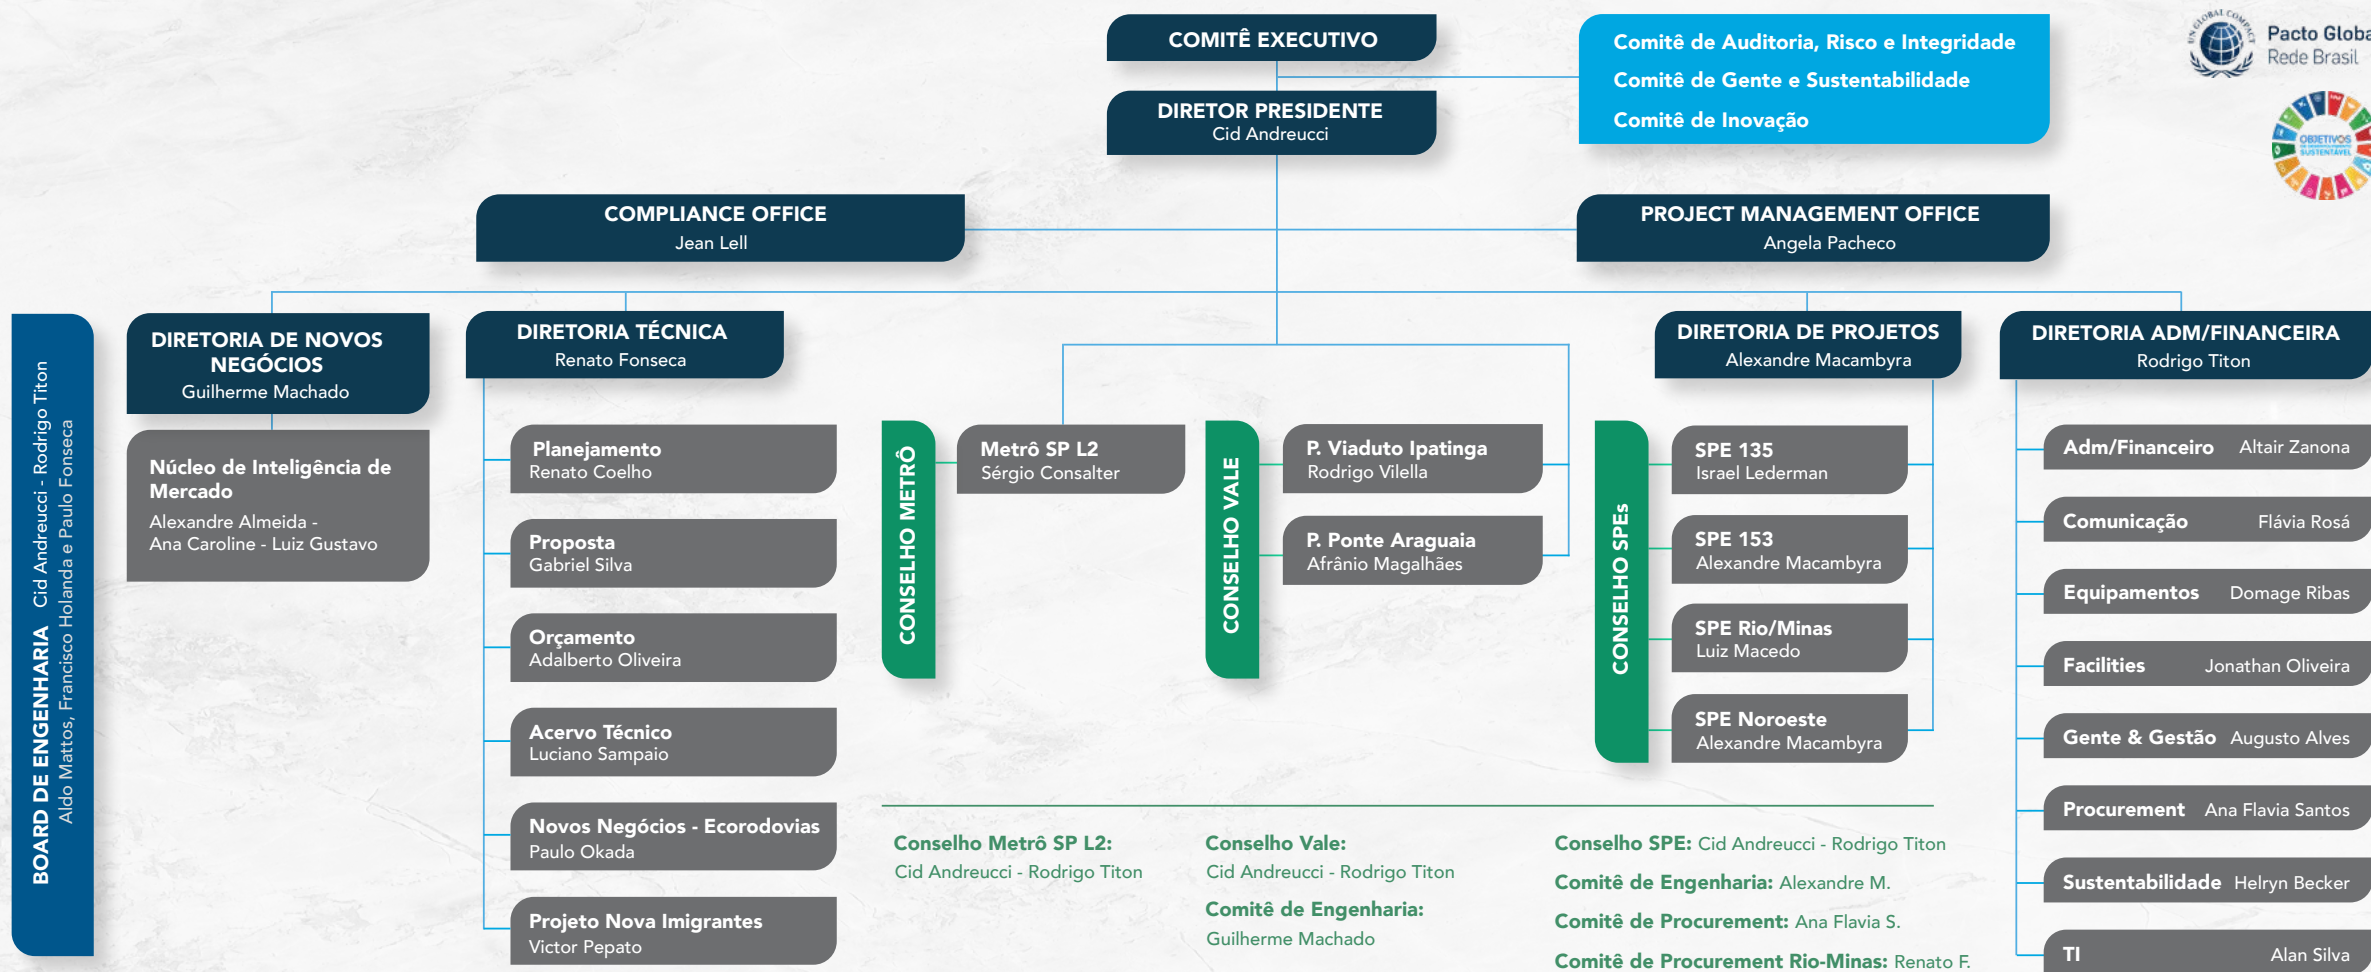 COMITÊ EXECUTIVO
DIRETOR PRESIDENTE
Cid Andreucci
Comitê de Auditoria, Risco e Integridade
Comitê de Gente e Sustentabilidade
Comitê de Inovação
UN GLOBAL COMPACT
Pacto Globa
Rede Brasil
OBJETIVOS
DE DESENVOLVIMENTO
SUSTENTÁVEL
COMPLIANCE OFFICE
Jean Lell
PROJECT MANAGEMENT OFFICE
Angela Pacheco
BOARD DE ENGENHARIA Cid Andreucci - Rodrigo Titon
Aldo Mattos, Francisco Holanda e Paulo Fonseca
DIRETORIA DE NOVOS
NEGÓCIOS
Guilherme Machado
Núcleo de Inteligência de
Mercado
Alexandre Almeida -
Ana Caroline - Luiz Gustavo
DIRETORIA TÉCNICA
Renato Fonseca
Planejamento
Renato Coelho
Proposta
Gabriel Silva
Orçamento
Adalberto Oliveira
Acervo Técnico
Luciano Sampaio
Novos Negócios - Ecorodovias
Paulo Okada
Projeto Nova Imigrantes
Victor Pepato
CONSELHO METRÔ
Metrô SP L2
Sérgio Consalter
CONSELHO VALE
P. Viaduto Ipatinga
Rodrigo Vilella
P. Ponte Araguaia
Afrânio Magalhães
DIRETORIA DE PROJETOS
Alexandre Macambyra
CONSELHO SPEs
SPE 135
Israel Lederman
SPE 153
Alexandre Macambyra
SPE Rio/Minas
Luiz Macedo
SPE Noroeste
Alexandre Macambyra
DIRETORIA ADM/FINANCEIRA
Rodrigo Titon
Adm/Financeiro Altair Zanona
Comunicação Flávia Rosá
Equipamentos Domage Ribas
Facilities Jonathan Oliveira
Gente & Gestão Augusto Alves
Procurement Ana Flavia Santos
Sustentabilidade Helryn Becker
TI Alan Silva
Conselho Metrô SP L2:
Cid Andreucci - Rodrigo Titon
Conselho Vale:
Cid Andreucci - Rodrigo Titon
Comitê de Engenharia:
Guilherme Machado
Conselho SPE: Cid Andreucci - Rodrigo Titon
Comitê de Engenharia: Alexandre M.
Comitê de Procurement: Ana Flavia S.
Comitê de Procurement Rio-Minas: Renato F.